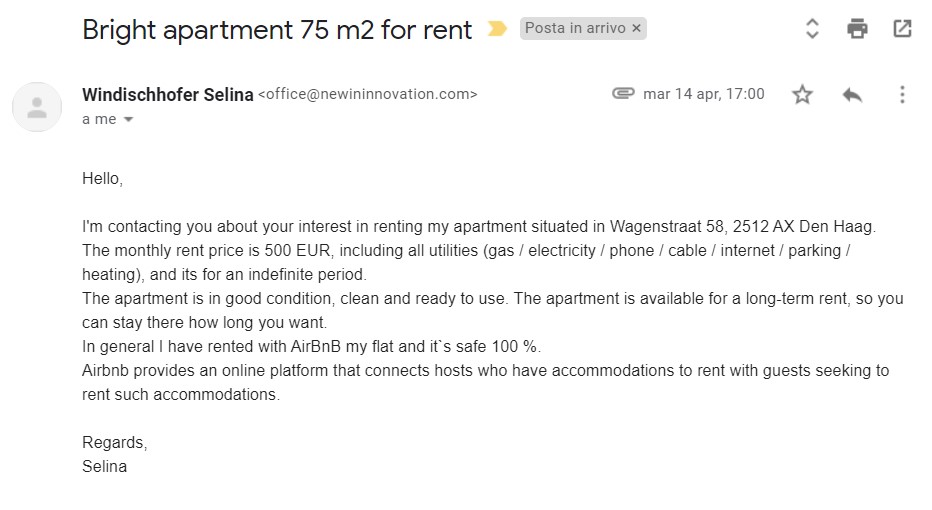 Bright apartment 75 m2 for rent Posta in arrivo ×
Windischhofer Selina <office@newininnovation.com> mar 14 apr, 17:00
a me
Hello,
I'm contacting you about your interest in renting my apartment situated in Wagenstraat 58, 2512 AX Den Haag.
The monthly rent price is 500 EUR, including all utilities (gas / electricity / phone / cable / internet / parking /
heating), and its for an indefinite period.
The apartment is in good condition, clean and ready to use. The apartment is available for a long-term rent, so you
can stay there how long you want.
In general I have rented with AirBnB my flat and it`s safe 100 %.
Airbnb provides an online platform that connects hosts who have accommodations to rent with guests seeking to
rent such accommodations.
Regards,
Selina